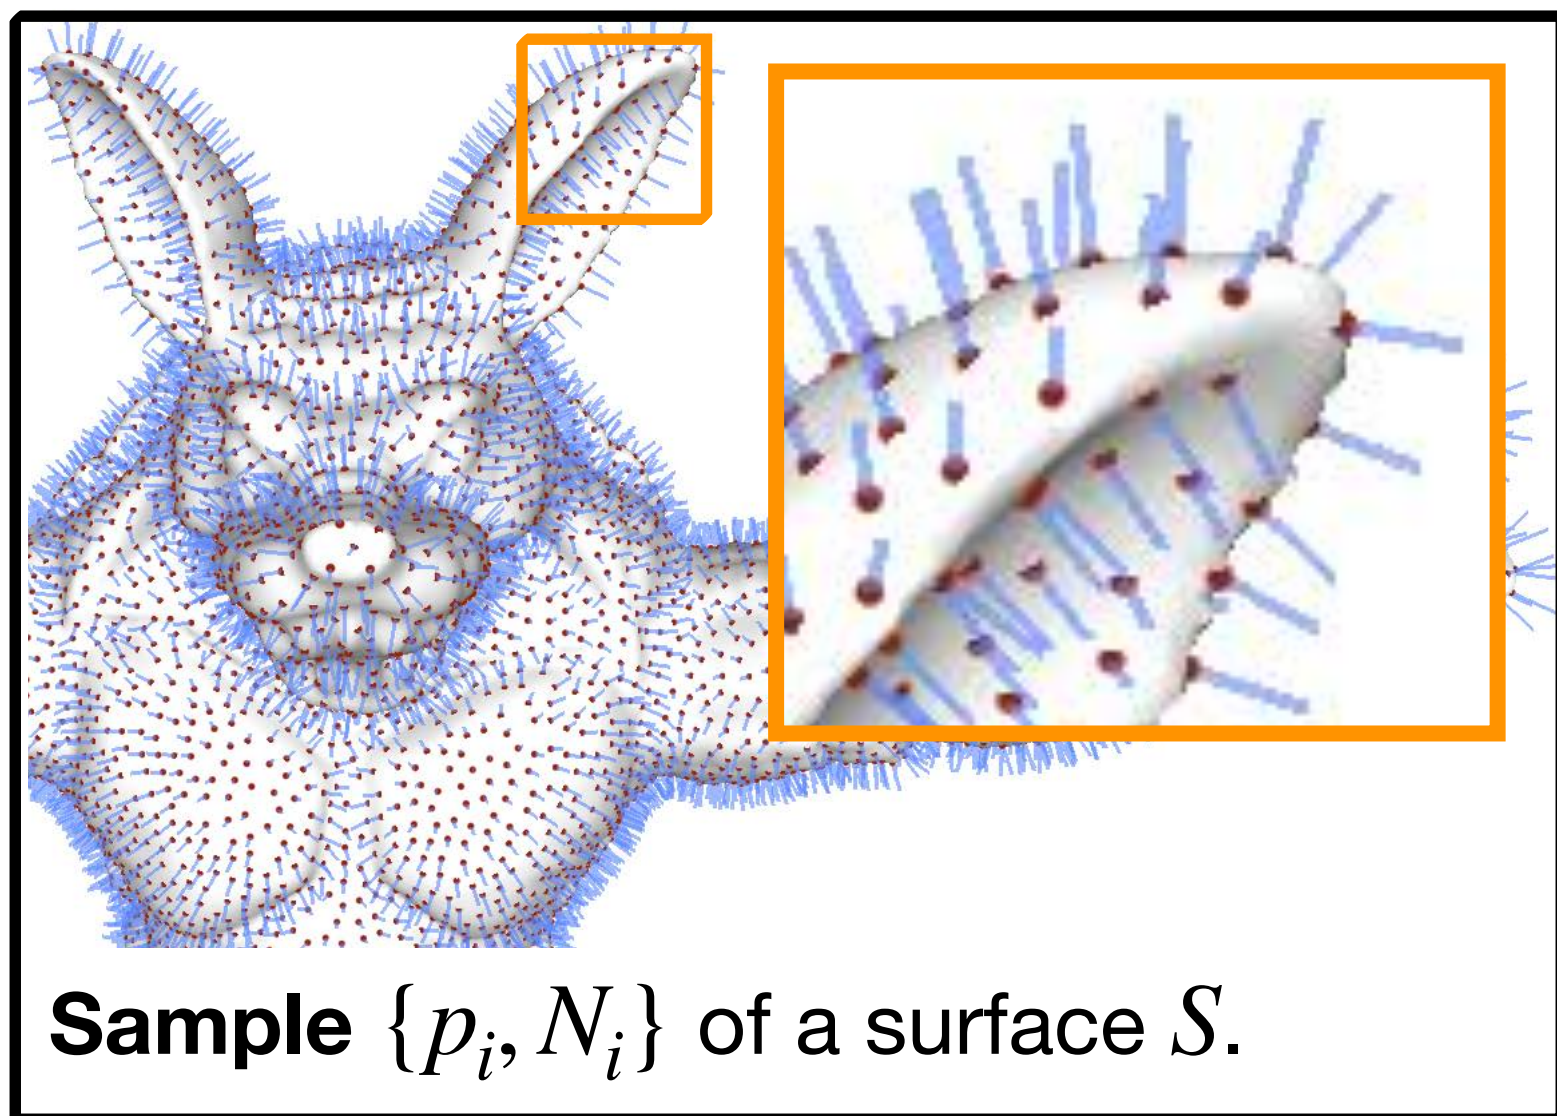 Sample {p_i, N_i} of a surface S.